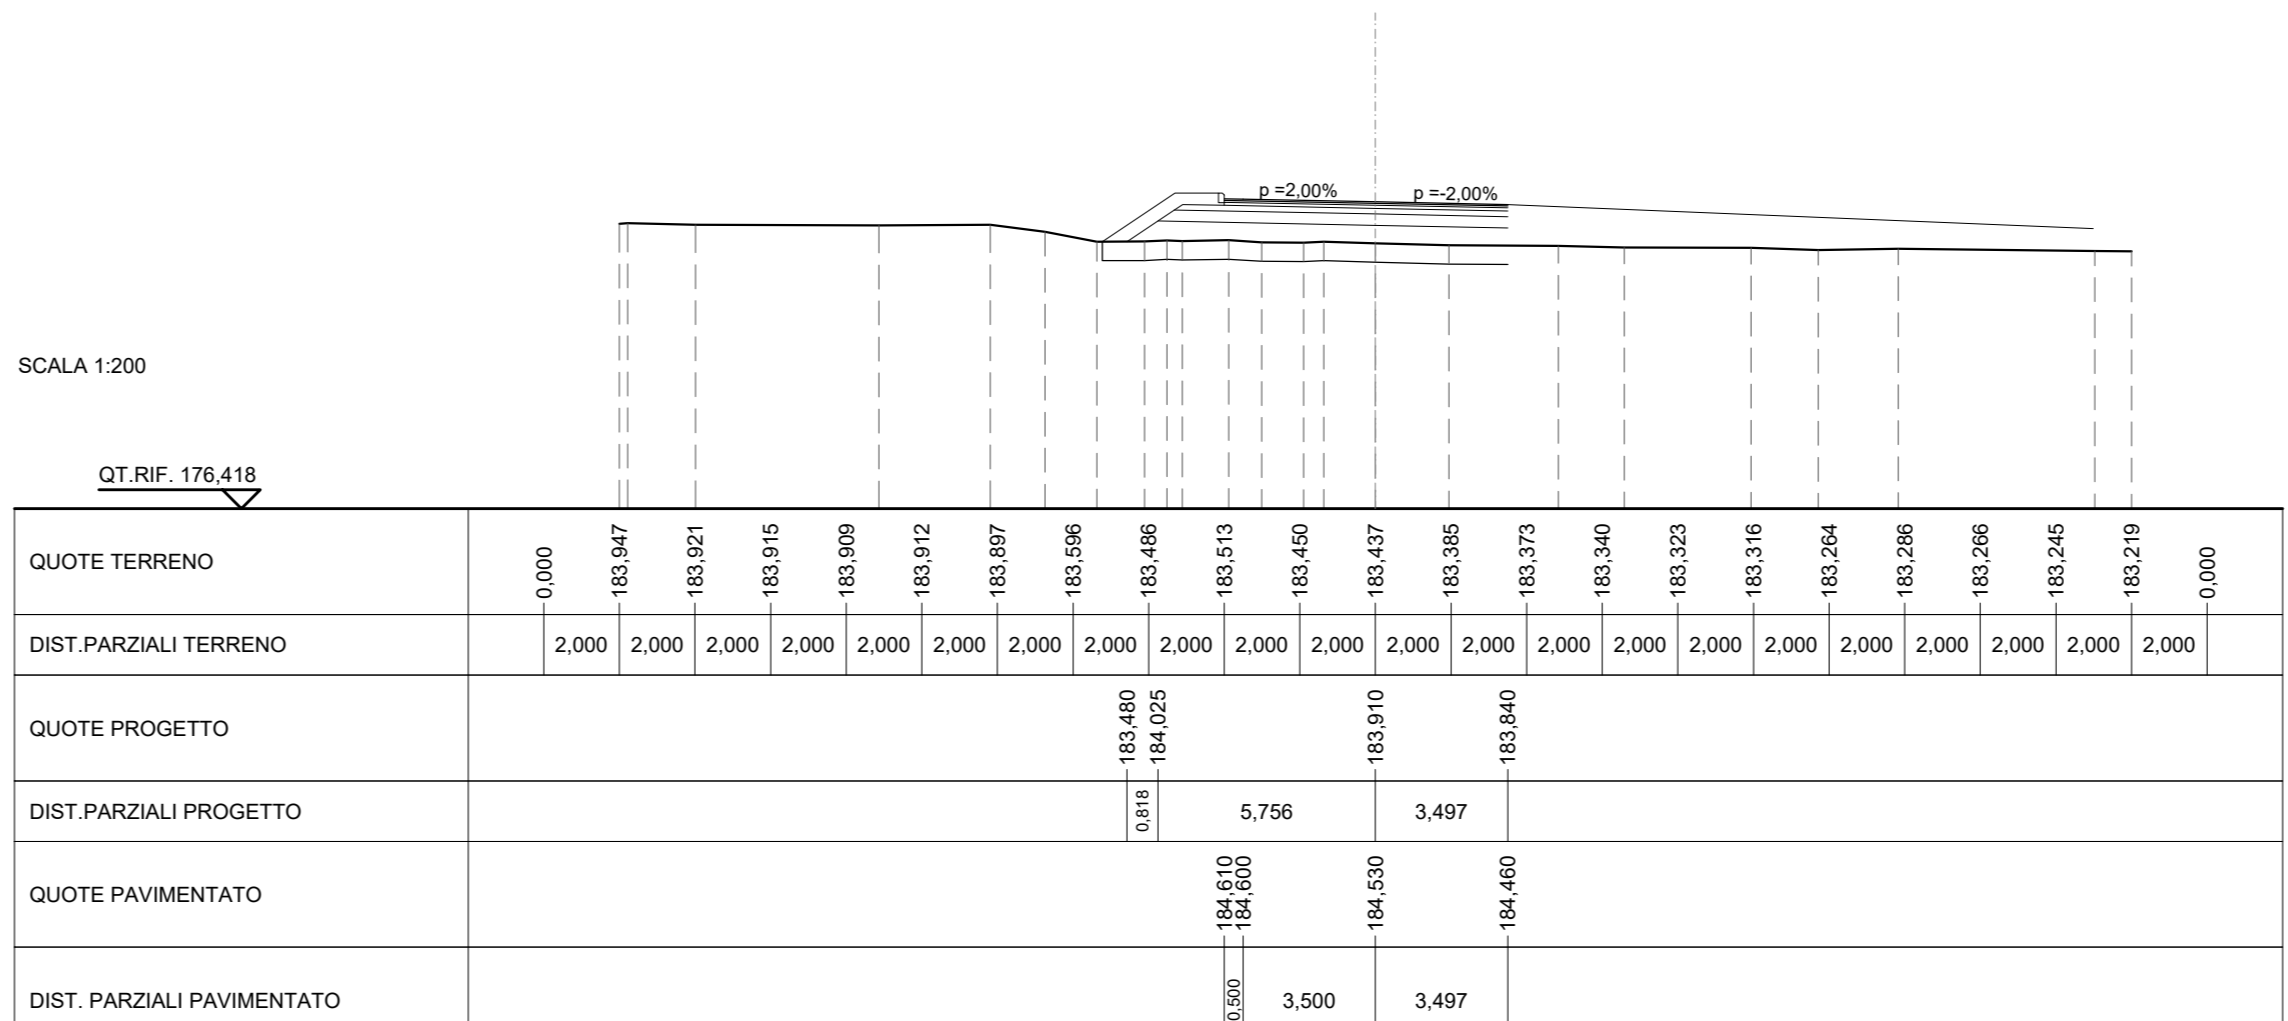 p =2,00%
p =-2,00%
SCALA 1:200
QT.RIF. 176,418
QUOTE TERRENO
0,000 183,947 183,921 183,915 183,909 183,912 183,897 183,596 183,486 183,513 183,450 183,437 183,385 183,373 183,340 183,323 183,316 183,264 183,286 183,266 183,245 183,219 0,000
DIST.PARZIALI TERRENO
2,000 2,000 2,000 2,000 2,000 2,000 2,000 2,000 2,000 2,000 2,000 2,000 2,000 2,000 2,000 2,000 2,000 2,000 2,000 2,000 2,000 2,000
QUOTE PROGETTO
183,480 184,025 183,910 183,840
DIST.PARZIALI PROGETTO
0,818 5,756 3,497
QUOTE PAVIMENTATO
184,610 184,600 184,530 184,460
DIST. PARZIALI PAVIMENTATO
0,500 3,500 3,497